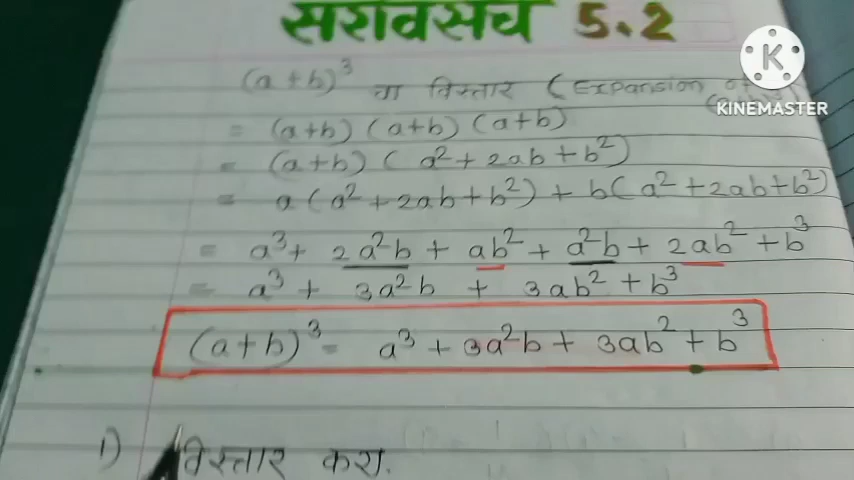 सरावसंच 5.2
(a+b)³ चा विस्तार (Expansion of
KINEMASTER
= (a+b) (a+b) (a+b)
= (a+b) (a² + 2ab + b²)
= a(a² + 2ab + b²) + b(a² + 2ab + b²)
= a³ + 2a²b + ab² + a²b + 2ab² + b³
= a³ + 3a²b + 3ab² + b³
(a+b)³ = a³ + 3a²b + 3ab² + b³
1) विस्तार करा.